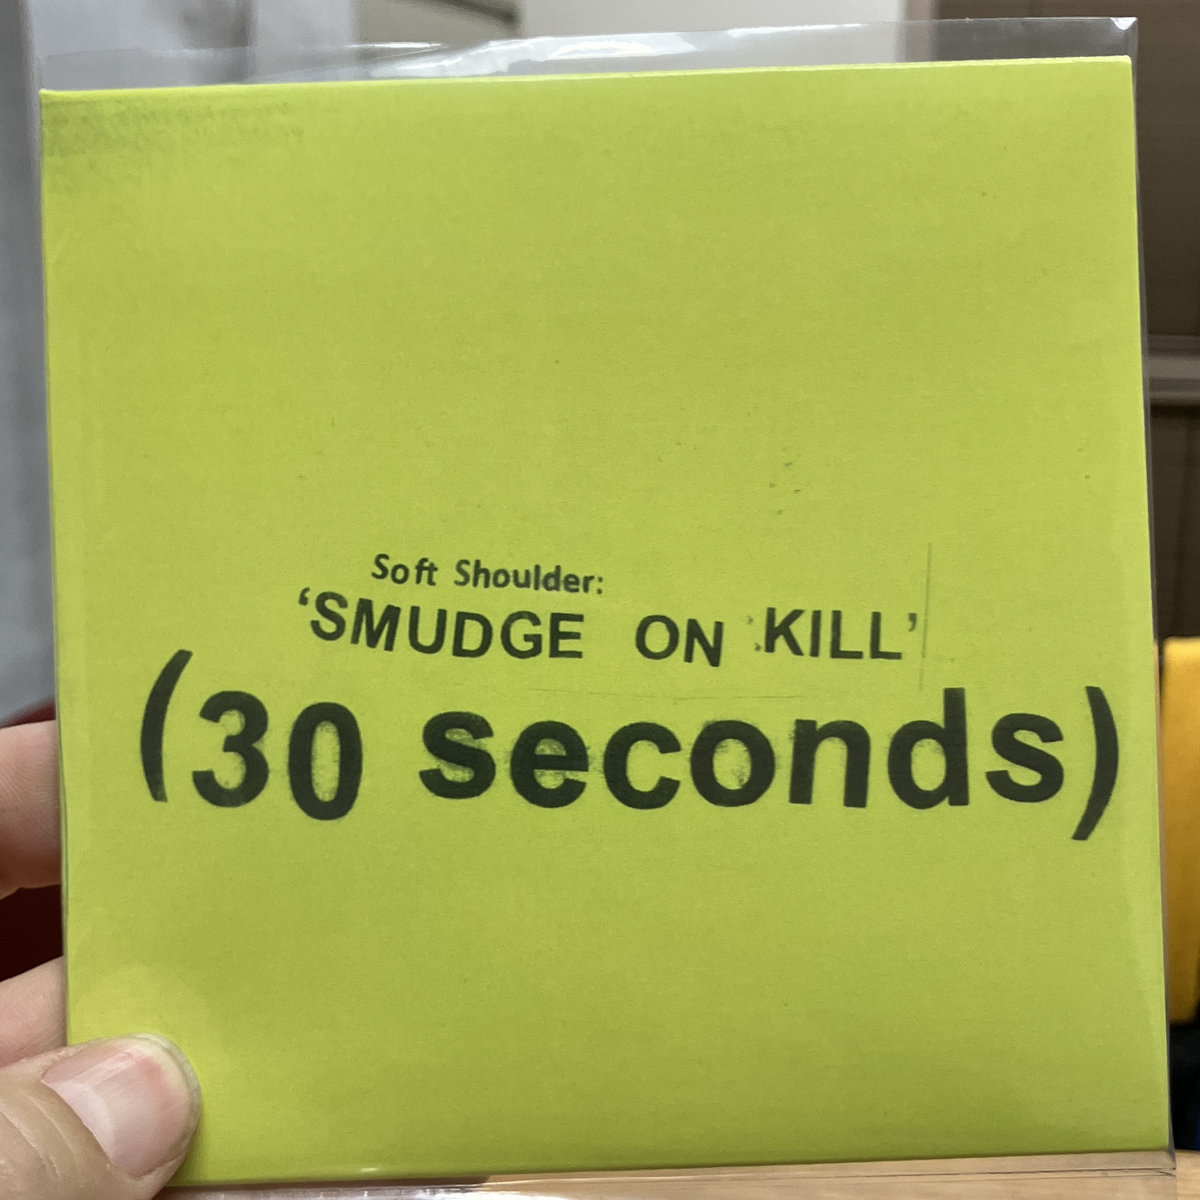 Soft Shoulder:
‘SMUDGE ON KILL’
(30 seconds)